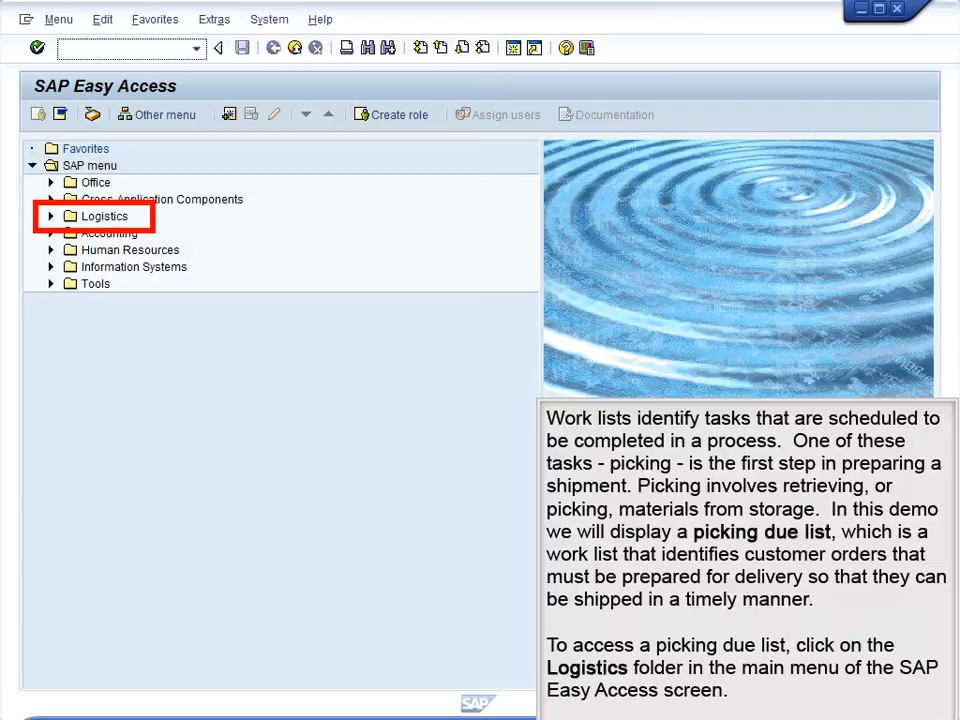 Menu Edit Favorites Extras System Help
SAP Easy Access
Other menu Create role Assign users Documentation
Favorites
SAP menu
Office
Cross-Application Components
Logistics
Accounting
Human Resources
Information Systems
Tools
Work lists identify tasks that are scheduled to
be completed in a process. One of these
tasks - picking - is the first step in preparing a
shipment. Picking involves retrieving, or
picking, materials from storage. In this demo
we will display a picking due list, which is a
work list that identifies customer orders that
must be prepared for delivery so that they can
be shipped in a timely manner.
To access a picking due list, click on the
Logistics folder in the main menu of the SAP
Easy Access screen.
SAP